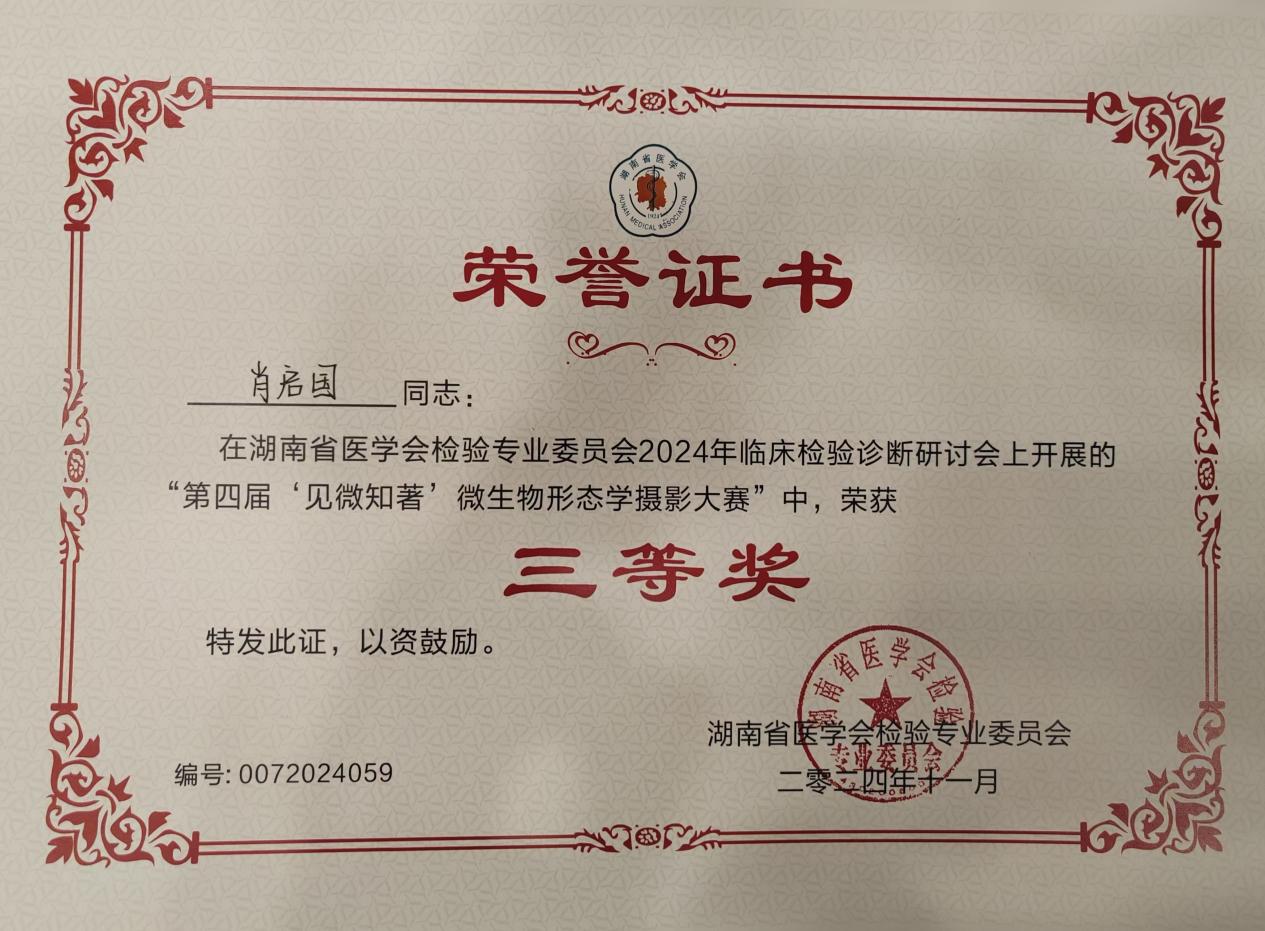 湖南省医学会
HUNAN MEDICAL ASSOCIATION
1924
荣誉证书
肖启国 同志：
在湖南省医学会检验专业委员会2024年临床检验诊断研讨会上开展的
“第四届‘见微知著’微生物形态学摄影大赛”中，荣获
三等奖
特发此证，以资鼓励。
湖南省医学会检验
专业委员会
湖南省医学会检验专业委员会
编号: 0072024059
二零二四年十一月